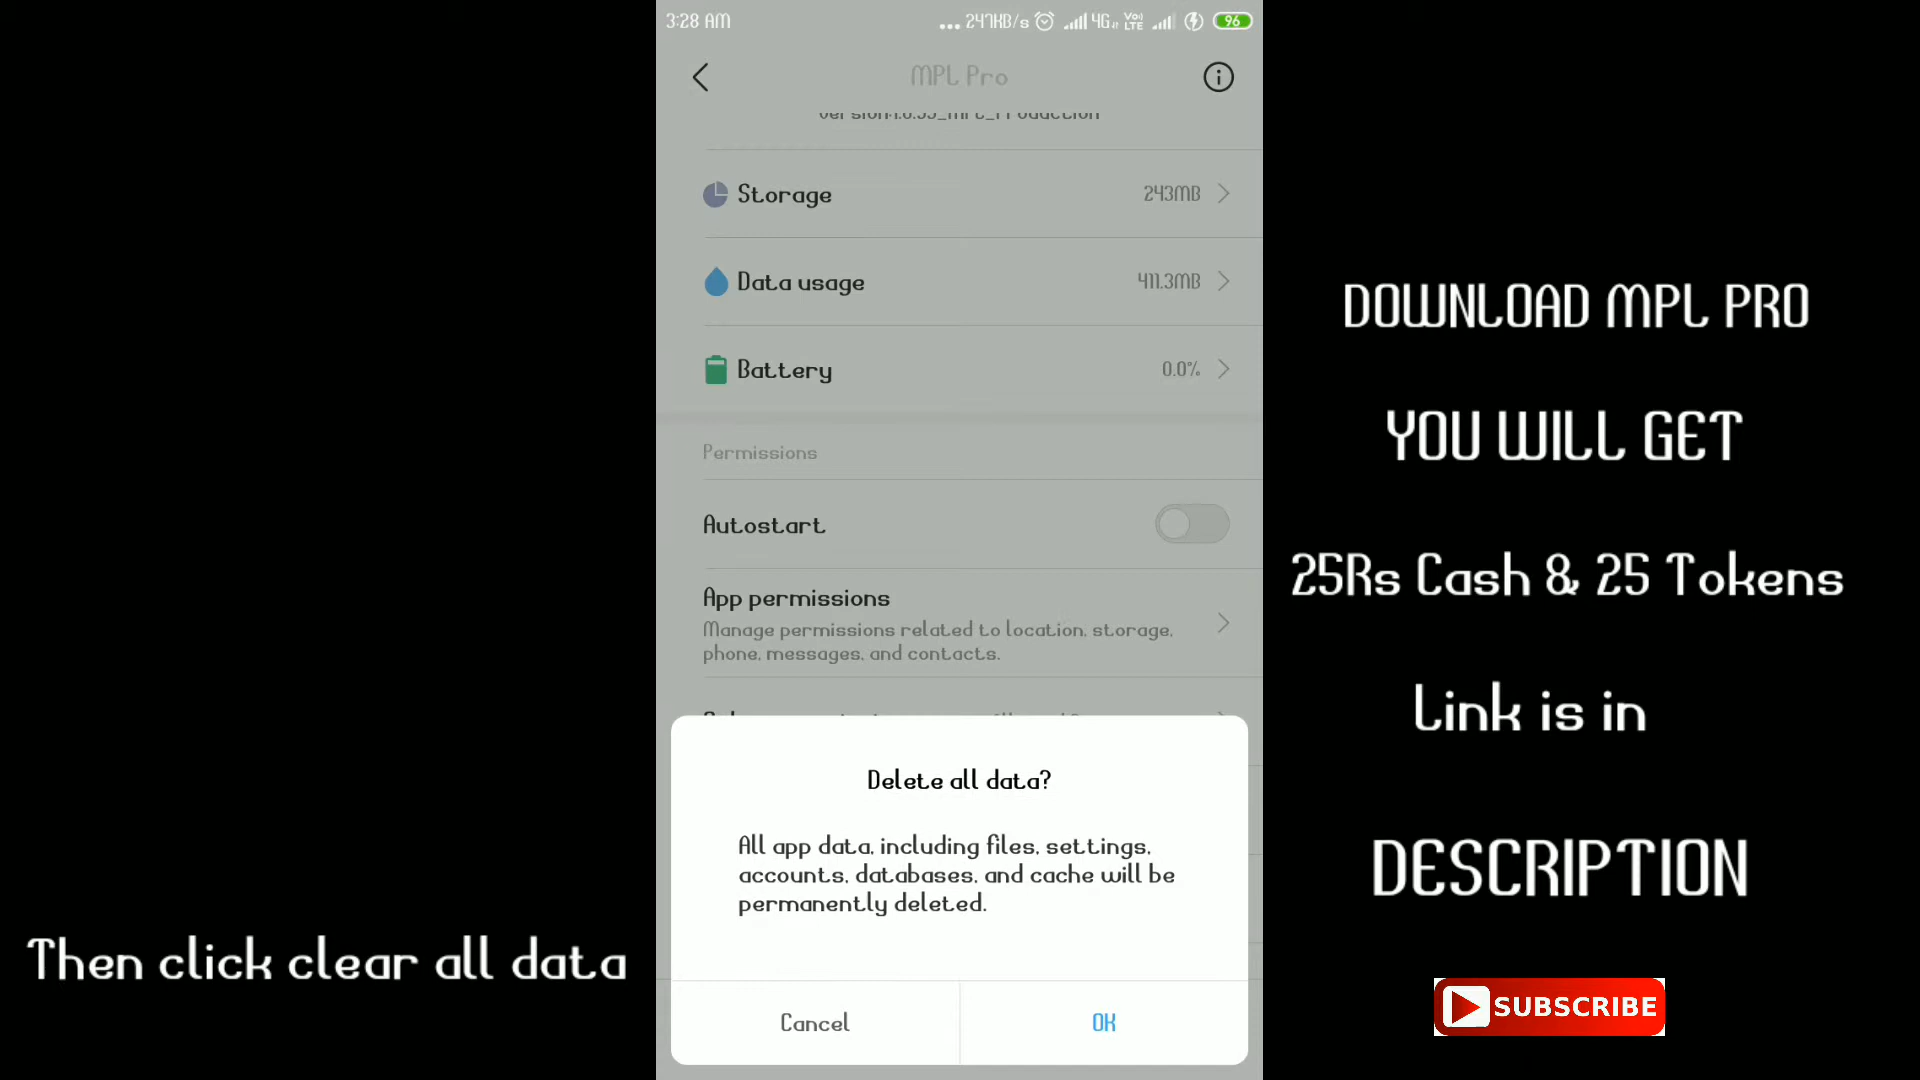 3:28 AM
... 247KB/s 4G Vo) LTE 96
MPL Pro
Storage 243MB
Data usage 411.3MB
Battery 0.0%
Permissions
Autostart
App permissions
Manage permissions related to location, storage,
phone, messages, and contacts.
Delete all data?
All app data, including files, settings,
accounts, databases, and cache will be
permanently deleted.
Cancel OK
Then click clear all data
DOWNLOAD MPL PRO
YOU WILL GET
25Rs Cash & 25 Tokens
Link is in
DESCRIPTION
SUBSCRIBE